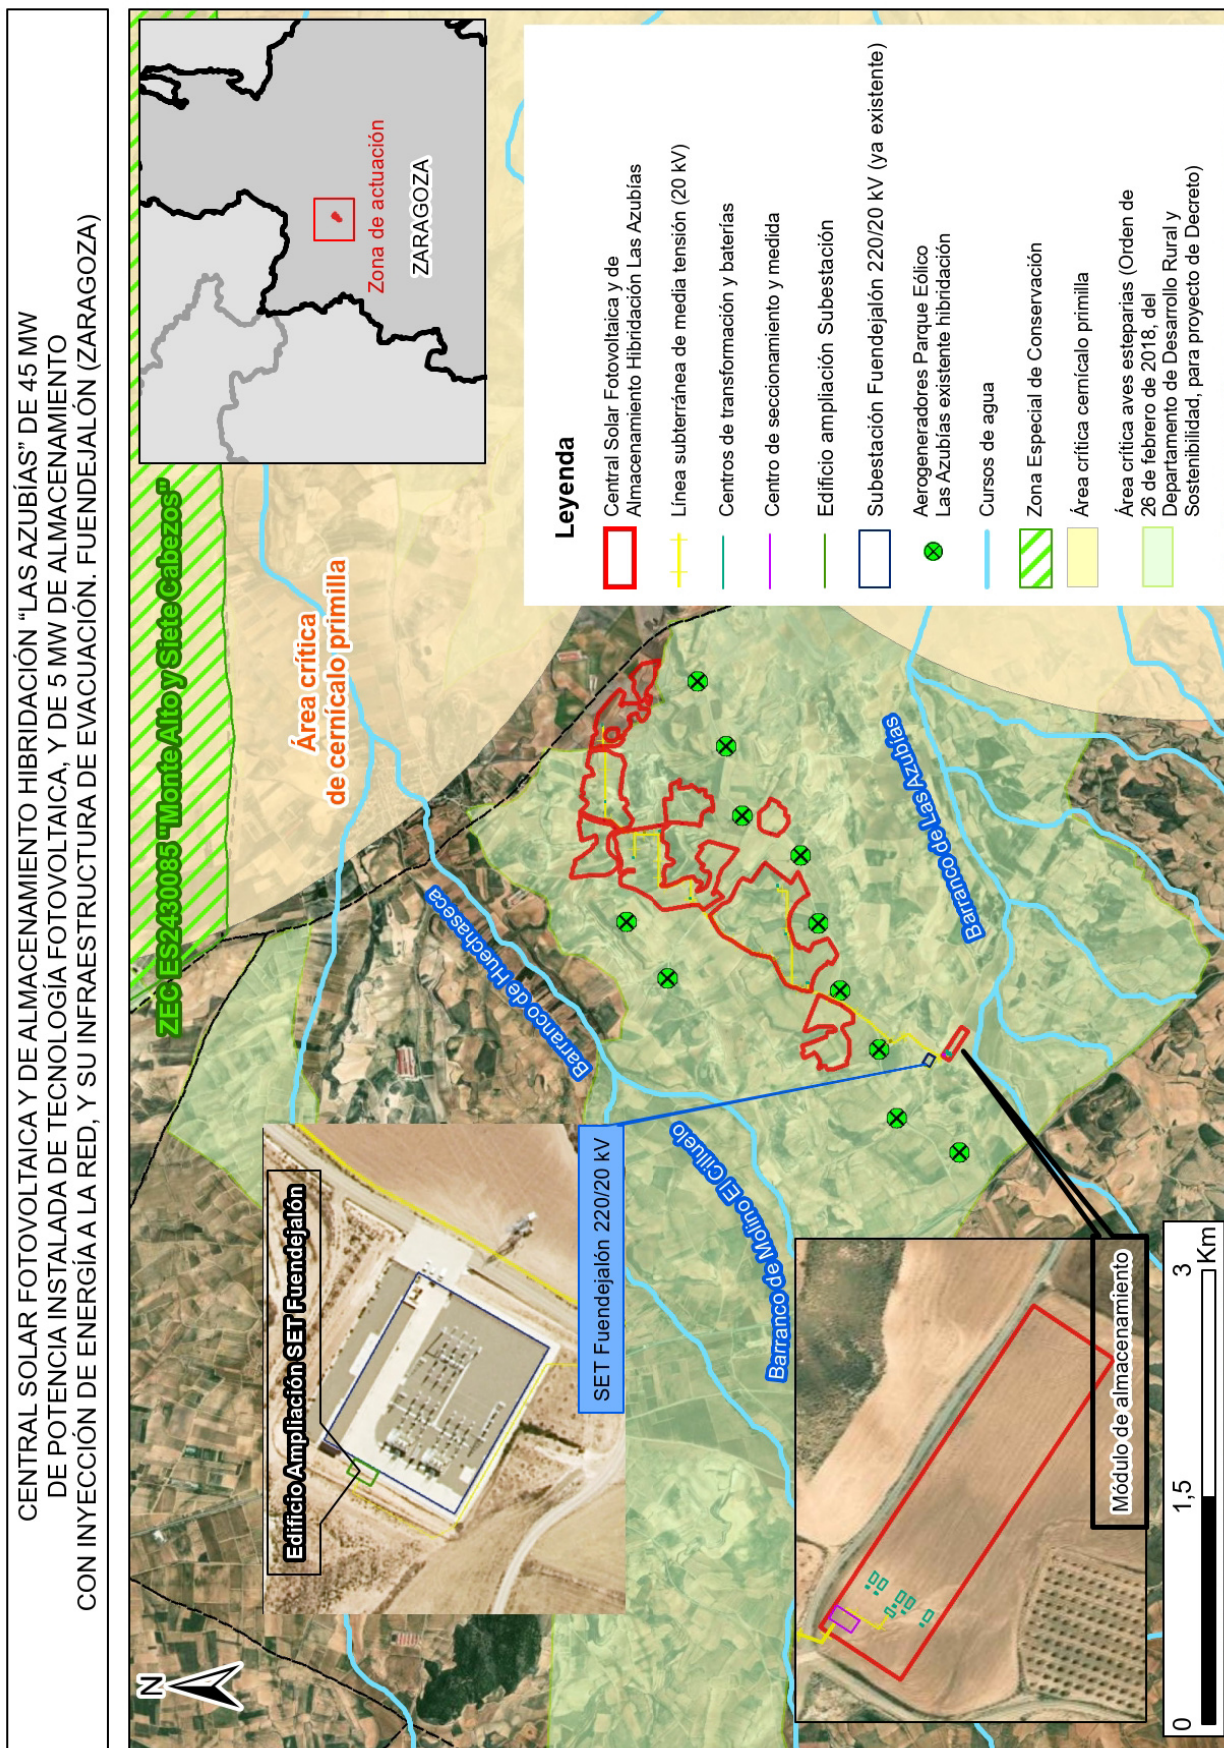 CENTRAL SOLAR FOTOVOLTAICA Y DE ALMACENAMIENTO HIBRIDACIÓN “LAS AZUBÍAS” DE 45 MW
DE POTENCIA INSTALADA DE TECNOLOGÍA FOTOVOLTAICA, Y DE 5 MW DE ALMACENAMIENTO
CON INYECCIÓN DE ENERGÍA A LA RED, Y SU INFRAESTRUCTURA DE EVACUACIÓN. FUENDEJALÓN (ZARAGOZA)
N
ZEC ES2430085 "Monte Alto y Siete Cabezos"
Área crítica
de cernícalo primilla
Zona de actuación
ZARAGOZA
Edificio Ampliación SET Fuendejalón
SET Fuendejalón 220/20 kV
Barranco de Huechaseca
Barranco de Molino El Cilluelo
Barranco de Las Azubías
Módulo de almacenamiento
0
1,5
3
Km
Leyenda
Central Solar Fotovoltaica y de
Almacenamiento Hibridación Las Azubías
Línea subterránea de media tensión (20 kV)
Centros de transformación y baterías
Centro de seccionamiento y medida
Edificio ampliación Subestación
Subestación Fuendejalón 220/20 kV (ya existente)
Aerogeneradores Parque Eólico
Las Azubías existente hibridación
Cursos de agua
Zona Especial de Conservación
Área crítica cernícalo primilla
Área crítica aves esteparias (Orden de
26 de febrero de 2018, del
Departamento de Desarrollo Rural y
Sostenibilidad, para proyecto de Decreto)